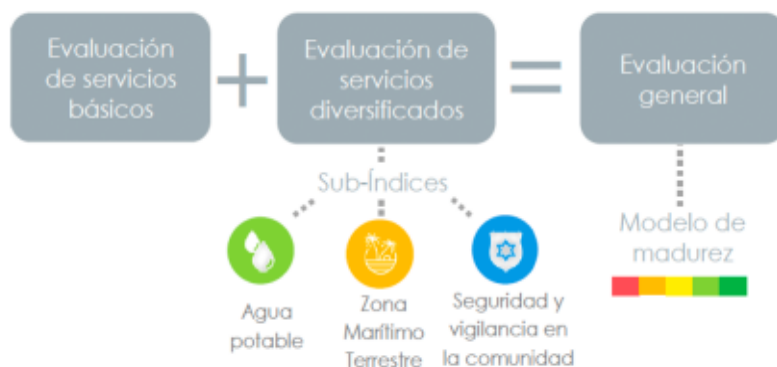 Evaluación
de servicios
básicos
+
Evaluación de
servicios
diversificados
=
Evaluación
general
Sub-Índices
Modelo de
madurez
Agua
potable
Zona
Marítimo
Terrestre
Seguridad y
vigilancia en
la comunidad